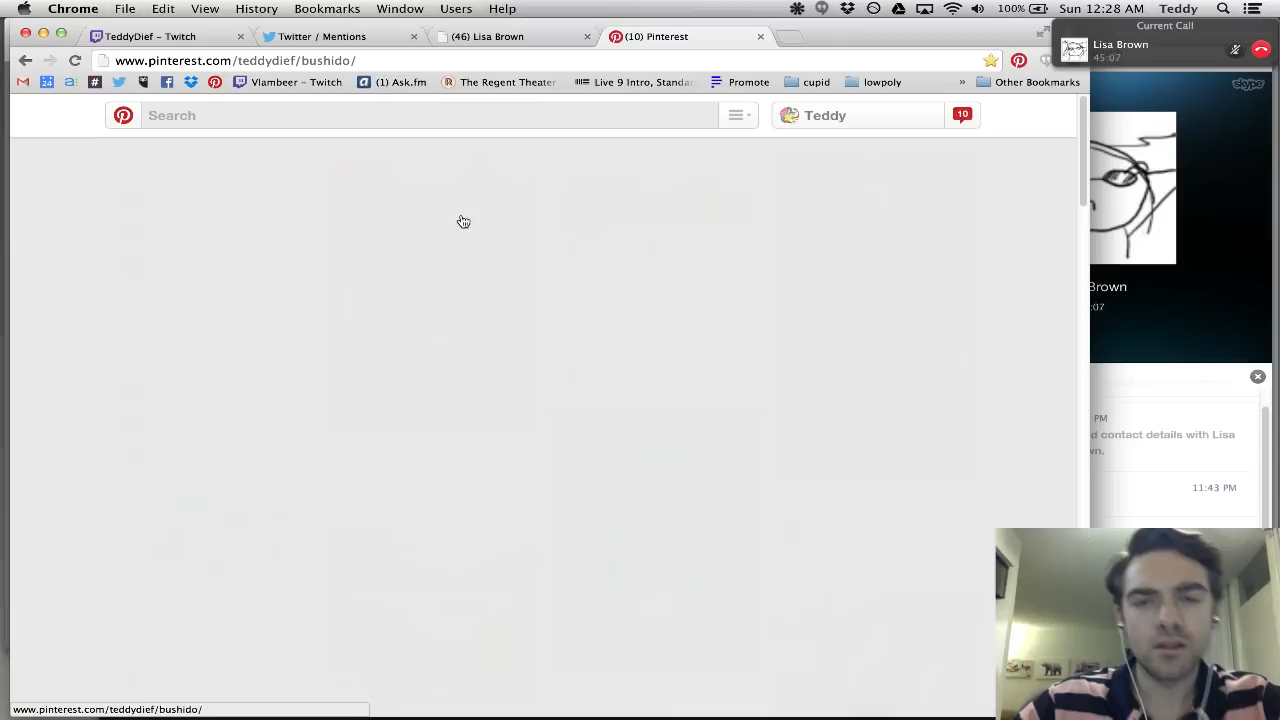 Chrome File Edit View History Bookmarks Window Users Help 100% Sun 12:28 AM Teddy
Current Call
TeddyDief – Twitch Twitter / Mentions (46) Lisa Brown (10) Pinterest
Lisa Brown
45:07
www.pinterest.com/teddydief/bushido/
Vlambeer – Twitch (1) Ask.fm The Regent Theater Live 9 Intro, Standar Promote cupid lowpoly » Other Bookmarks
skype
Search Teddy 10
Brown
:07
PM
d contact details with Lisa
wn.
11:43 PM
www.pinterest.com/teddydief/bushido/